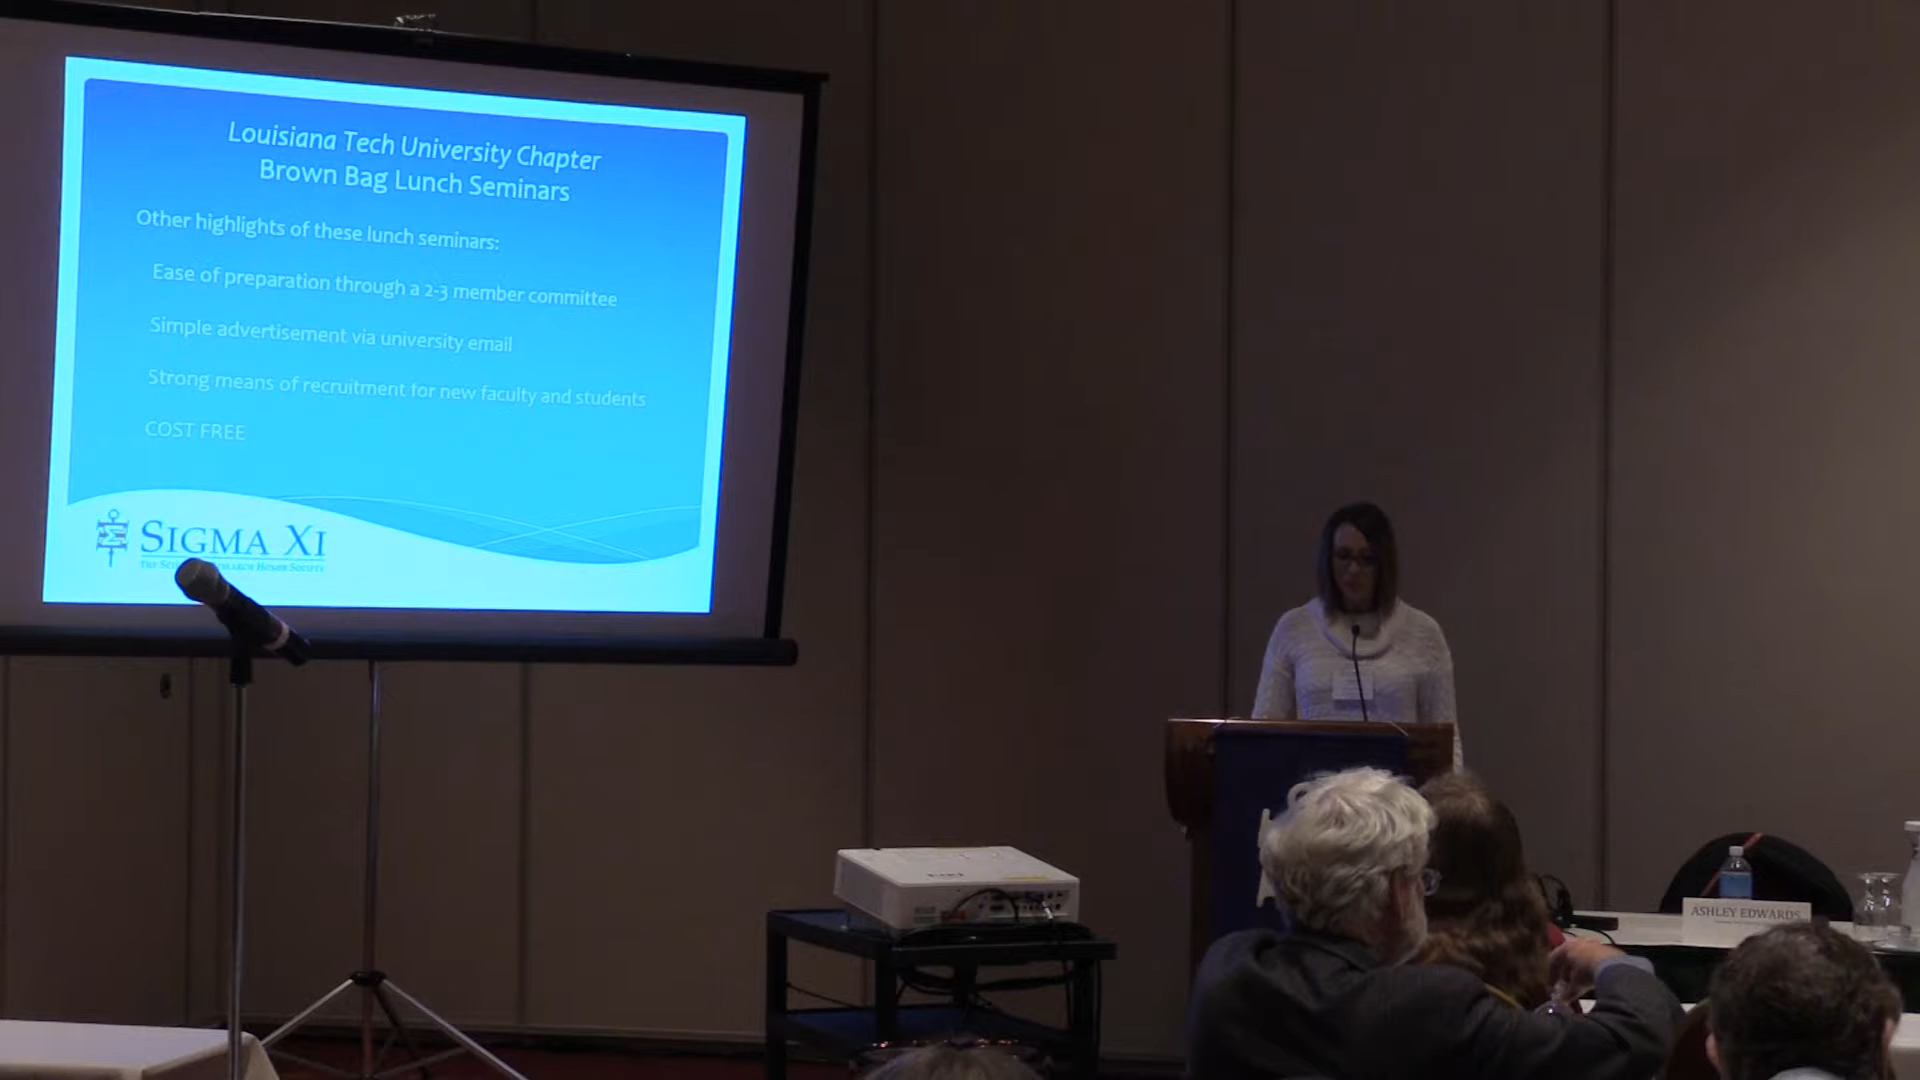 Louisiana Tech University Chapter
Brown Bag Lunch Seminars
Other highlights of these lunch seminars:
Ease of preparation through a 2-3 member committee
Simple advertisement via university email
Strong means of recruitment for new faculty and students
COST FREE
SIGMA XI
HONOR SOCIETY
ASHLEY EDWARDS